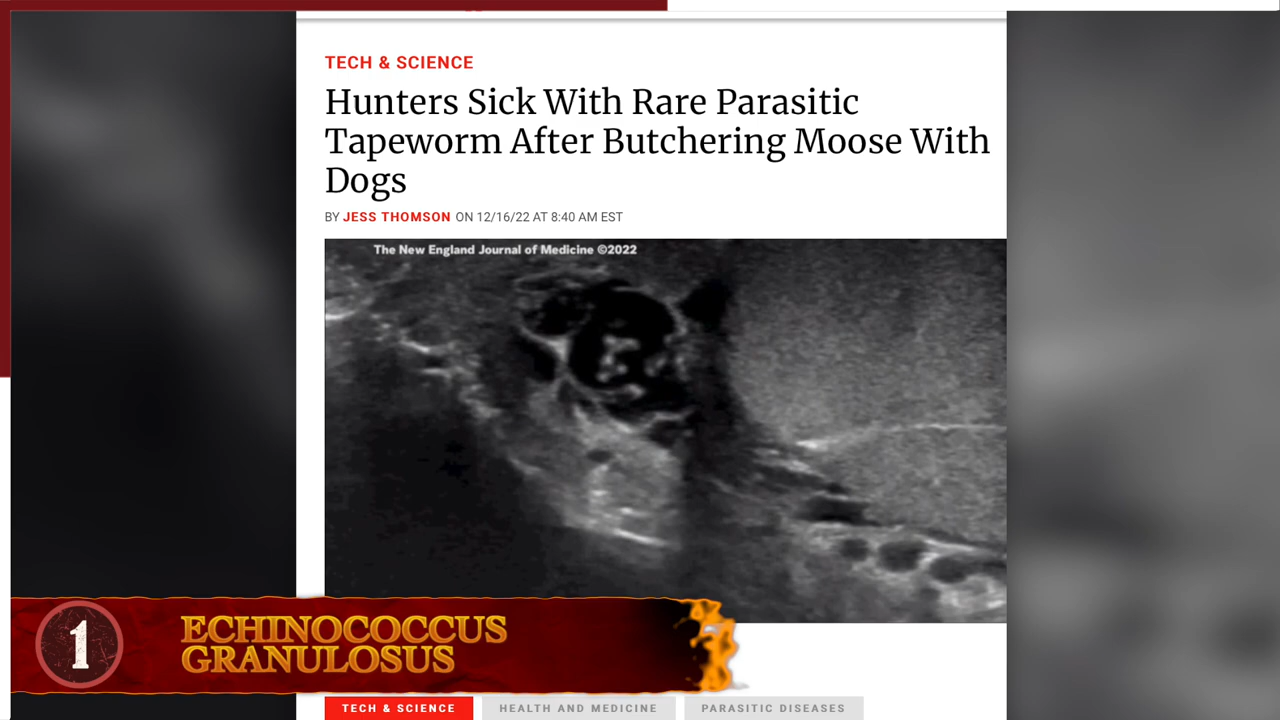 TECH & SCIENCE
Hunters Sick With Rare Parasitic
Tapeworm After Butchering Moose With
Dogs
BY JESS THOMSON ON 12/16/22 AT 8:40 AM EST
The New England Journal of Medicine ©2022
1
ECHINOCOCCUS
GRANULOSUS
TECH & SCIENCE HEALTH AND MEDICINE PARASITIC DISEASES